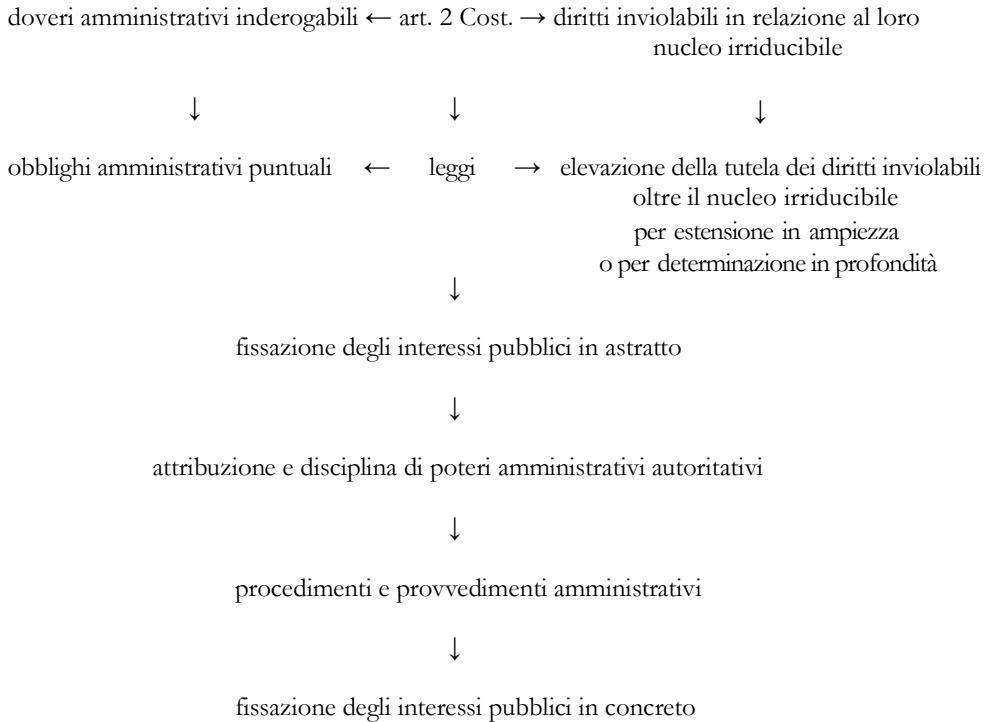 doveri amministrativi inderogabili ← art. 2 Cost. → diritti inviolabili in relazione al loro
nucleo irriducibile
↓ ↓ ↓
obblighi amministrativi puntuali ← leggi → elevazione della tutela dei diritti inviolabili
oltre il nucleo irriducibile
per estensione in ampiezza
o per determinazione in profondità
↓
fissazione degli interessi pubblici in astratto
↓
attribuzione e disciplina di poteri amministrativi autoritativi
↓
procedimenti e provvedimenti amministrativi
↓
fissazione degli interessi pubblici in concreto